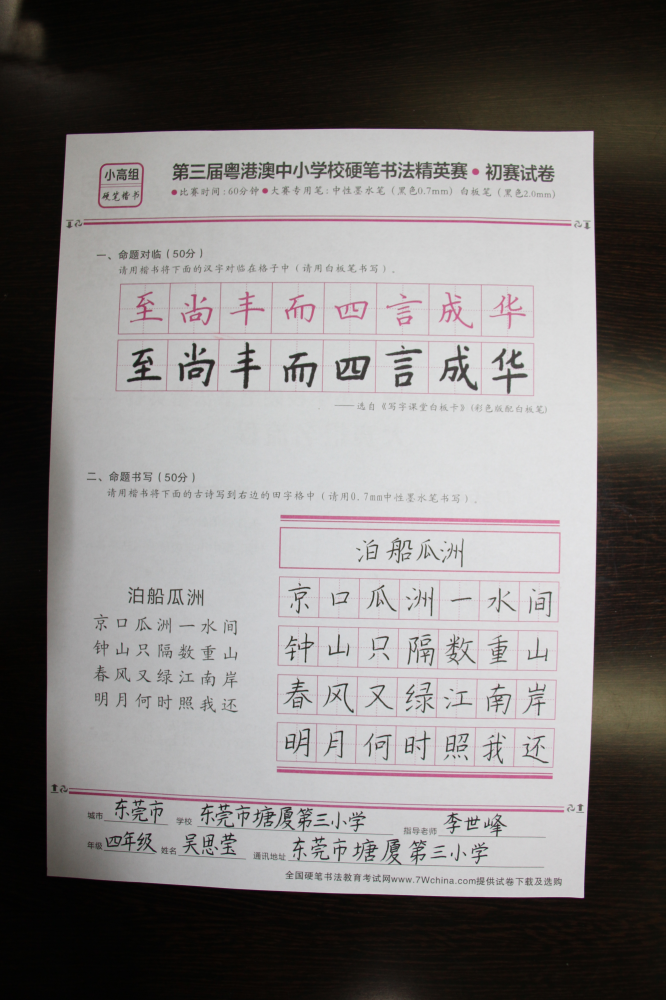 小高组
硬笔楷书
第三届粤港澳中小学校硬笔书法精英赛·初赛试卷
●比赛时间:60分钟●大赛专用笔:中性墨水笔(黑色0.7mm) 白板笔(黑色2.0mm)
一、命题对临(50分)
请用楷书将下面的汉字对临在格子中(请用白板笔书写)。
至尚丰而四言成华
至尚丰而四言成华
——选自《写字课堂白板卡》(彩色版配白板笔)
二、命题书写(50分)
请用楷书将下面的古诗写到右边的田字格中(请用0.7mm中性墨水笔书写)。
泊船瓜洲
京口瓜洲一水间
钟山只隔数重山
春风又绿江南岸
明月何时照我还
泊船瓜洲
京口瓜洲一水间
钟山只隔数重山
春风又绿江南岸
明月何时照我还
城市 东莞市 学校 东莞市塘厦第三小学 指导老师 李世峰
年级 四年级 姓名 吴思莹 通讯地址 东莞市塘厦第三小学
全国硬笔书法教育考试网www.7Wchina.com提供试卷下载及选购